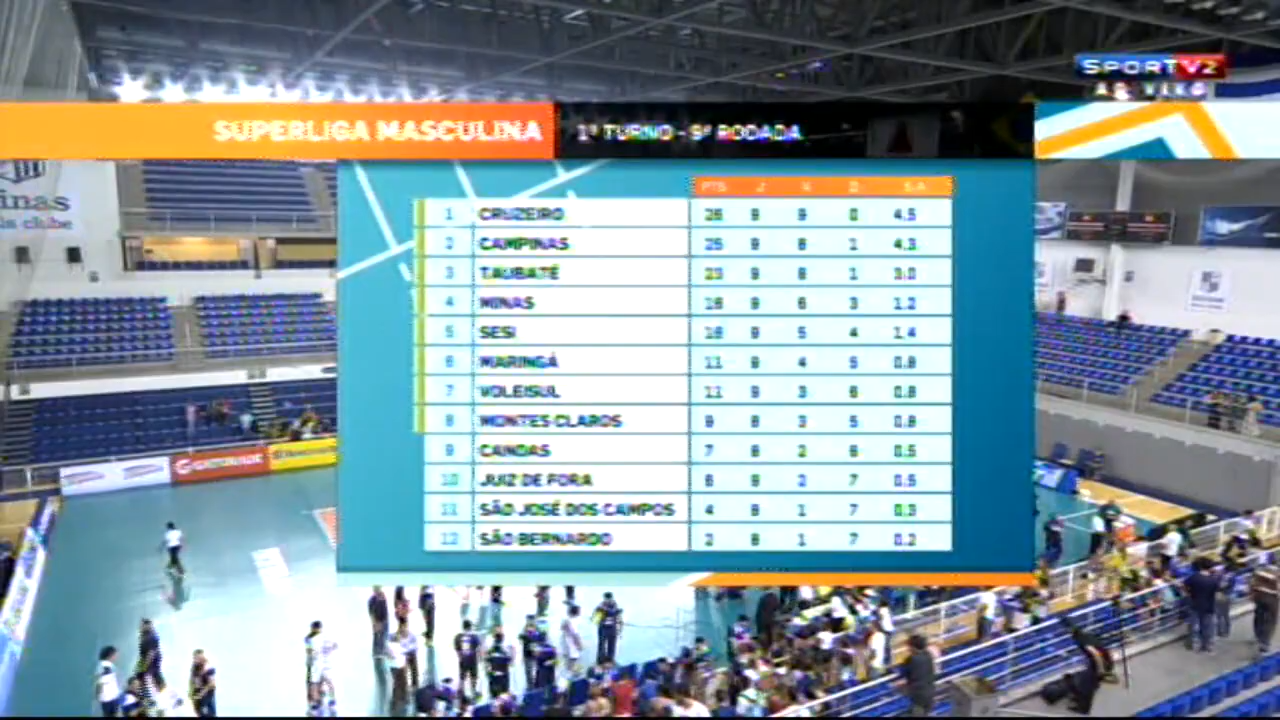 SPORTV2
AO VIVO
SUPERLIGA MASCULINA 1º TURNO - 9ª RODADA
PTS J V D S.A
1 CRUZEIRO 26 9 9 0 4.5
2 CAMPINAS 25 9 8 1 4.3
3 TAUBATÉ 23 9 8 1 3.0
4 MINAS 9 6 3 1.2
5 SESI 9 5 4 1.4
6 MARINGÁ 11 9 4 5 0.8
7 VOLEISUL 11 9 3 6 0.8
8 MONTES CLAROS 9 8 3 5 0.8
9 CANOAS 7 8 2 6 0.5
10 JUIZ DE FORA 6 9 2 7 0.5
11 SÃO JOSÉ DOS CAMPOS 4 8 1 7 0.3
12 SÃO BERNARDO 2 8 1 7 0.2
inas
clube
GATORADE